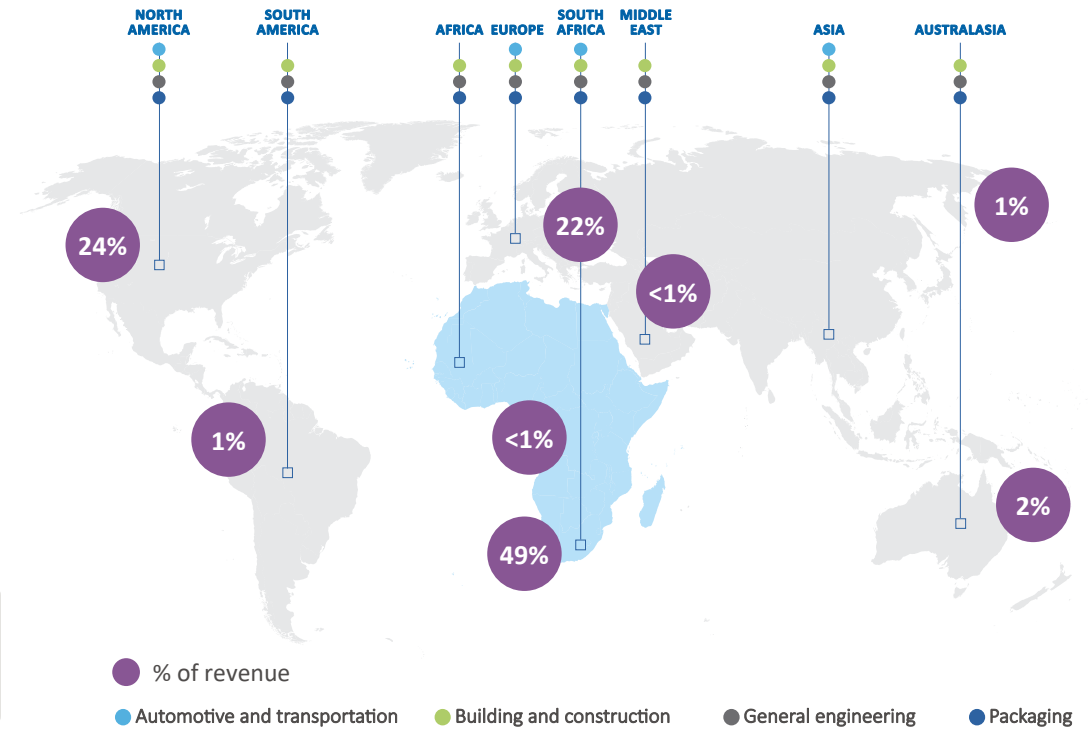 NORTH
AMERICA
SOUTH
AMERICA
AFRICA
EUROPE
SOUTH
AFRICA
MIDDLE
EAST
ASIA
AUSTRALASIA
24%
22%
1%
<1%
1%
<1%
2%
49%
% of revenue
Automotive and transportation
Building and construction
General engineering
Packaging